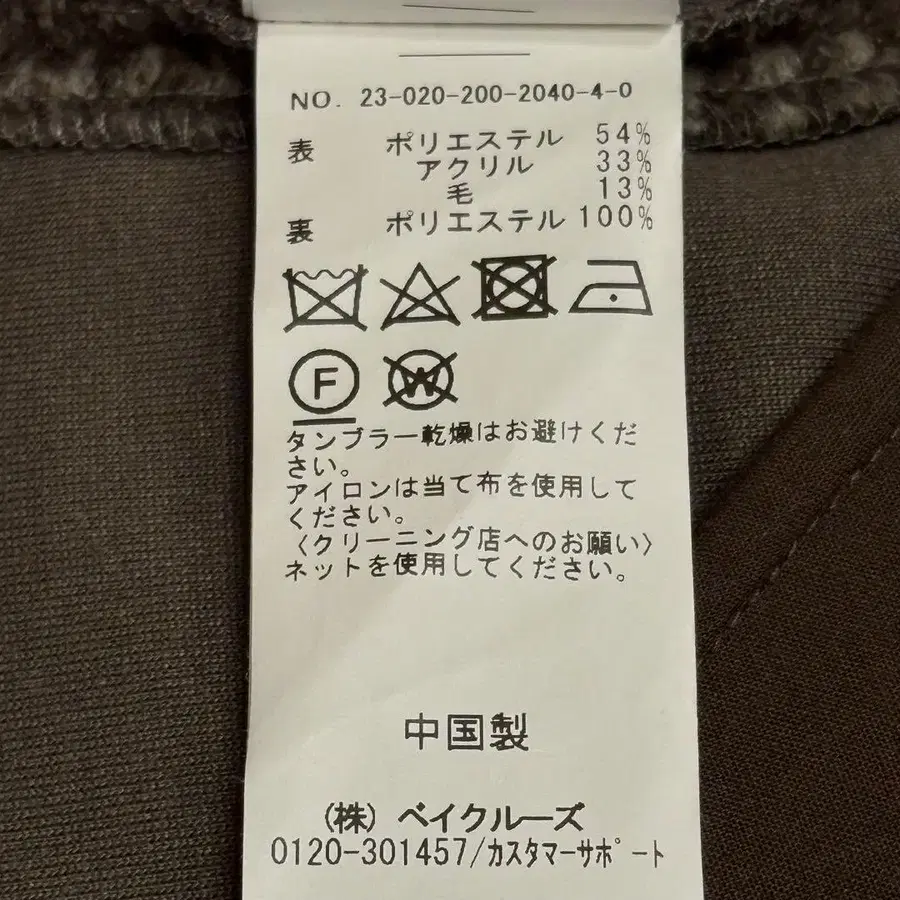 NO. 23-020-200-2040-4-0
表 ポリエステル 54%
アクリル 33%
毛 13%
裏 ポリエステル 100%
F W
タンブラー乾燥はお避けくだ
さい。
アイロンは当て布を使用して
ください。
〈クリーニング店へのお願い〉
ネットを使用してください。
中国製
(株) ベイクルーズ
0120-301457/カスタマーサポート